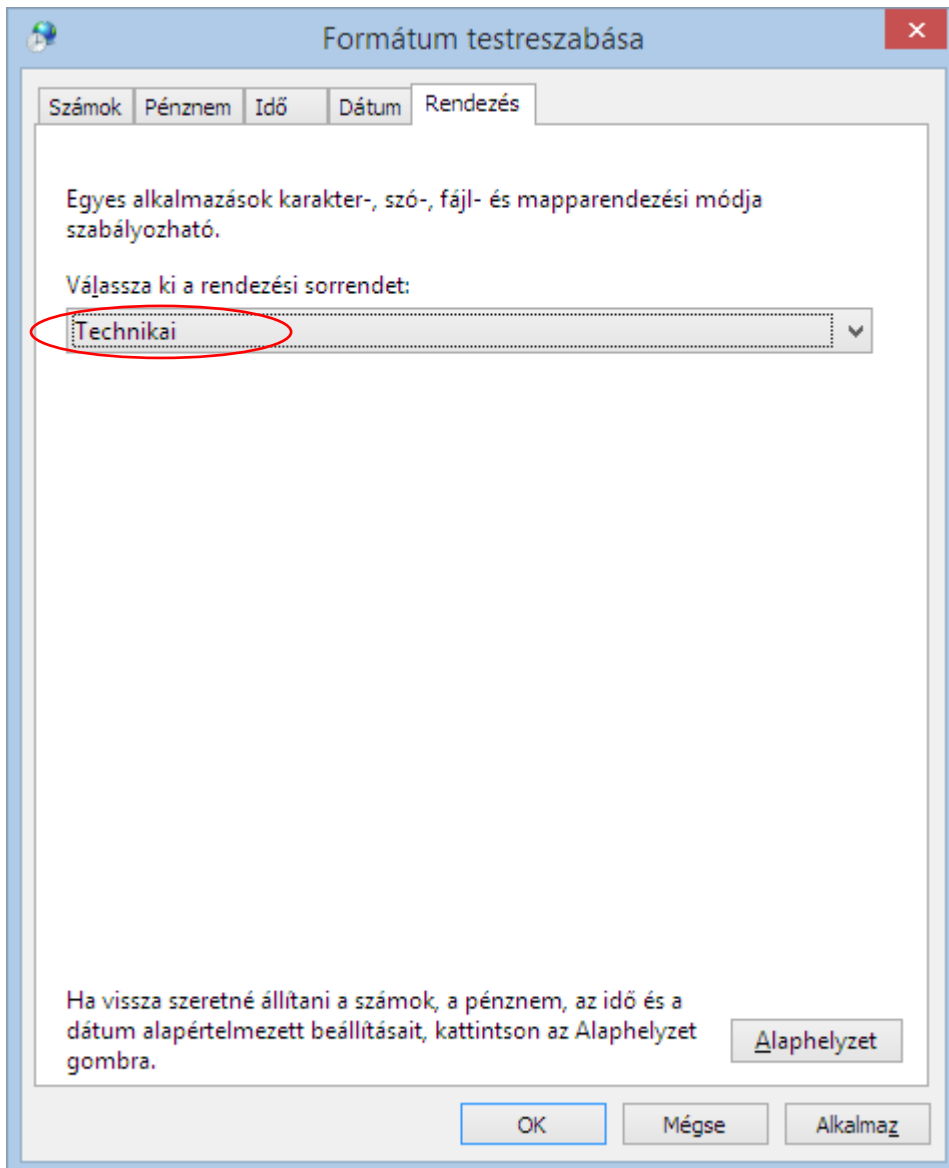 Formátum testreszabása
Számok
Pénznem
Idő
Dátum
Rendezés
Egyes alkalmazások karakter-, szó-, fájl- és mapparendezési módja
szabályozható.
Válassza ki a rendezési sorrendet:
Technikai
Ha vissza szeretné állítani a számok, a pénznem, az idő és a
dátum alapértelmezett beállításait, kattintson az Alaphelyzet
gombra.
Alaphelyzet
OK
Mégse
Alkalmaz